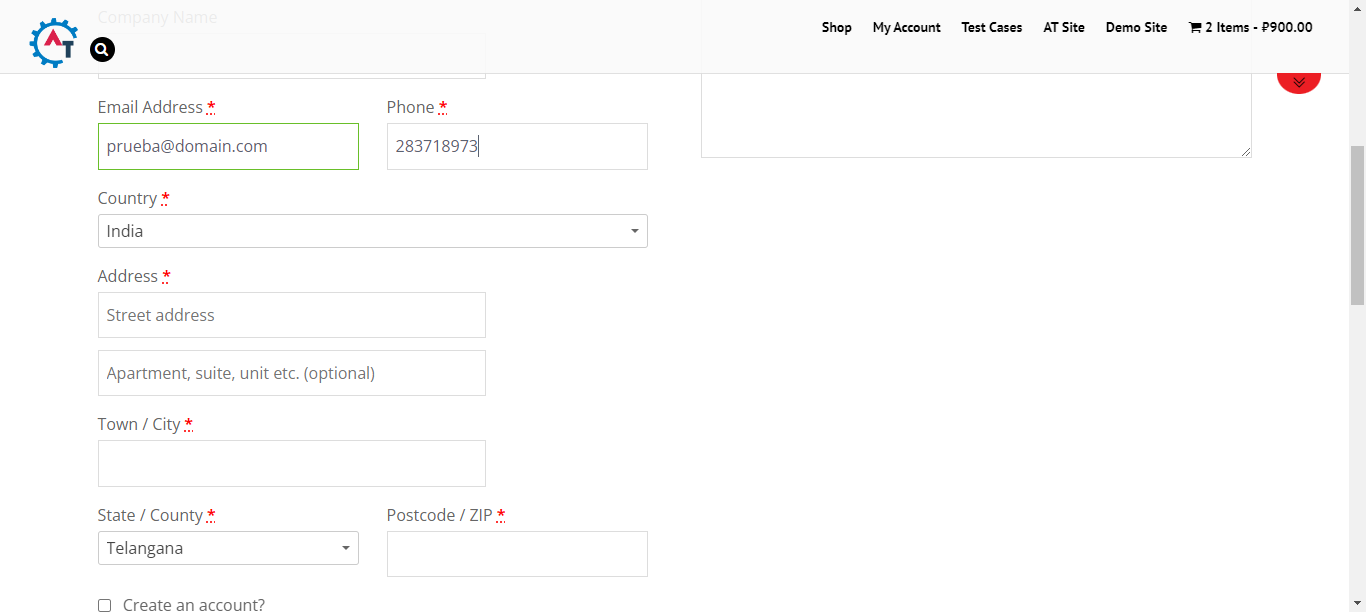 Company Name
AT
Shop My Account Test Cases AT Site Demo Site 2 Items - ₽900.00
Email Address * Phone *
prueba@domain.com 283718973
Country *
India
Address *
Street address
Apartment, suite, unit etc. (optional)
Town / City *
State / County * Postcode / ZIP *
Telangana
Create an account?